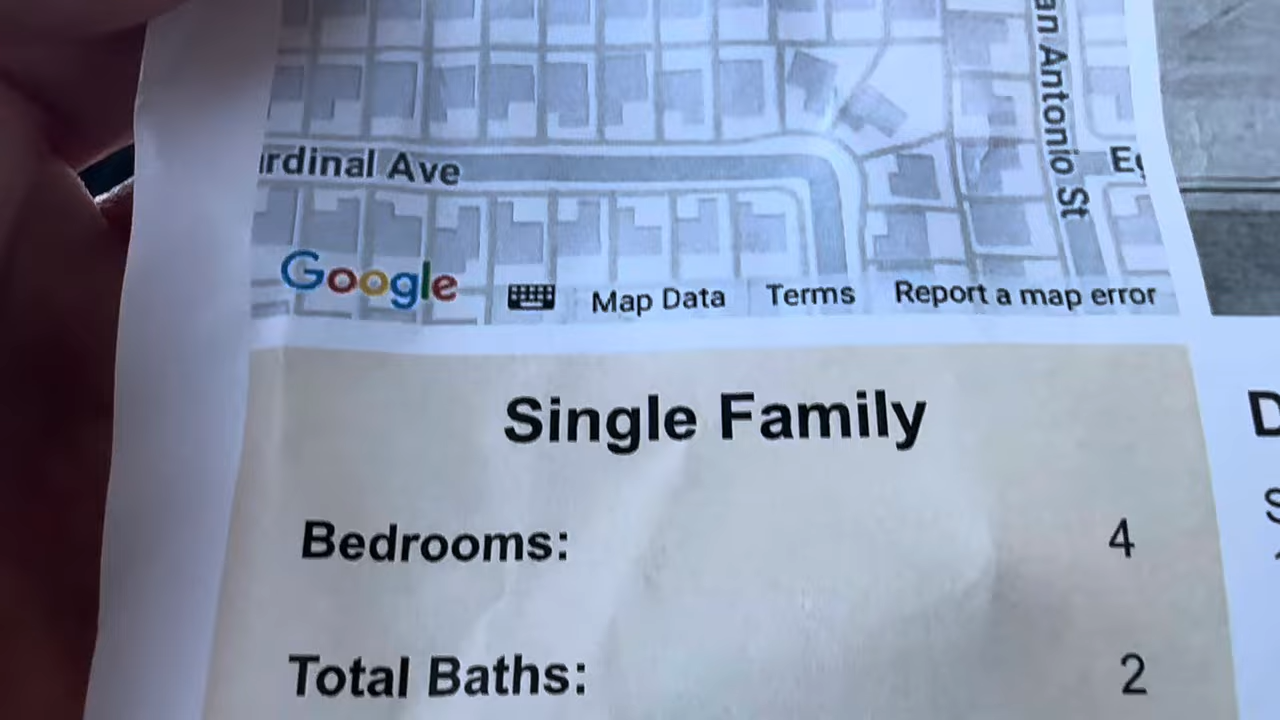 an Antonio St
rdinal Ave
Google
Map Data
Terms
Report a map error
Single Family
Bedrooms: 4
Total Baths: 2